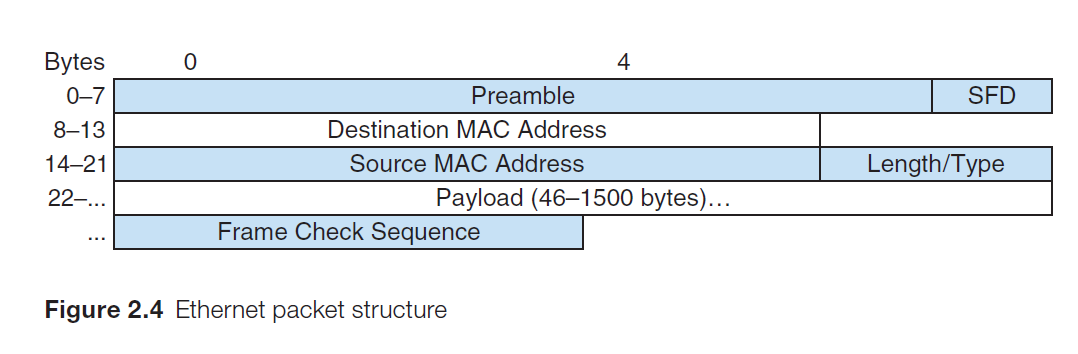 Bytes 0 4
0–7 Preamble SFD
8–13 Destination MAC Address
14–21 Source MAC Address Length/Type
22–... Payload (46–1500 bytes)...
... Frame Check Sequence
Figure 2.4 Ethernet packet structure